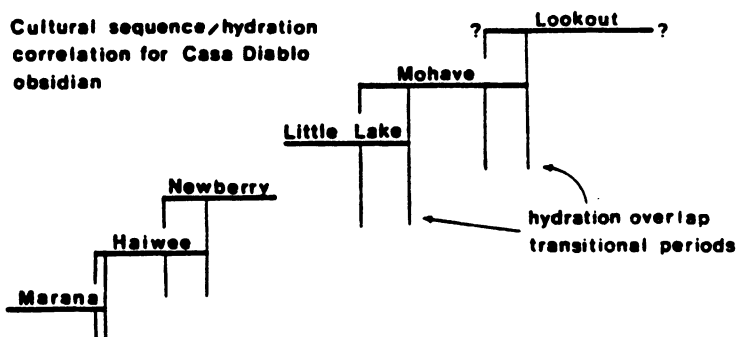 Cultural sequence/hydration
correlation for Casa Diablo
obsidian
? Lookout ?
Mohave
Little Lake
Newberry
Haiwee
Marana
hydration overlap
transitional periods